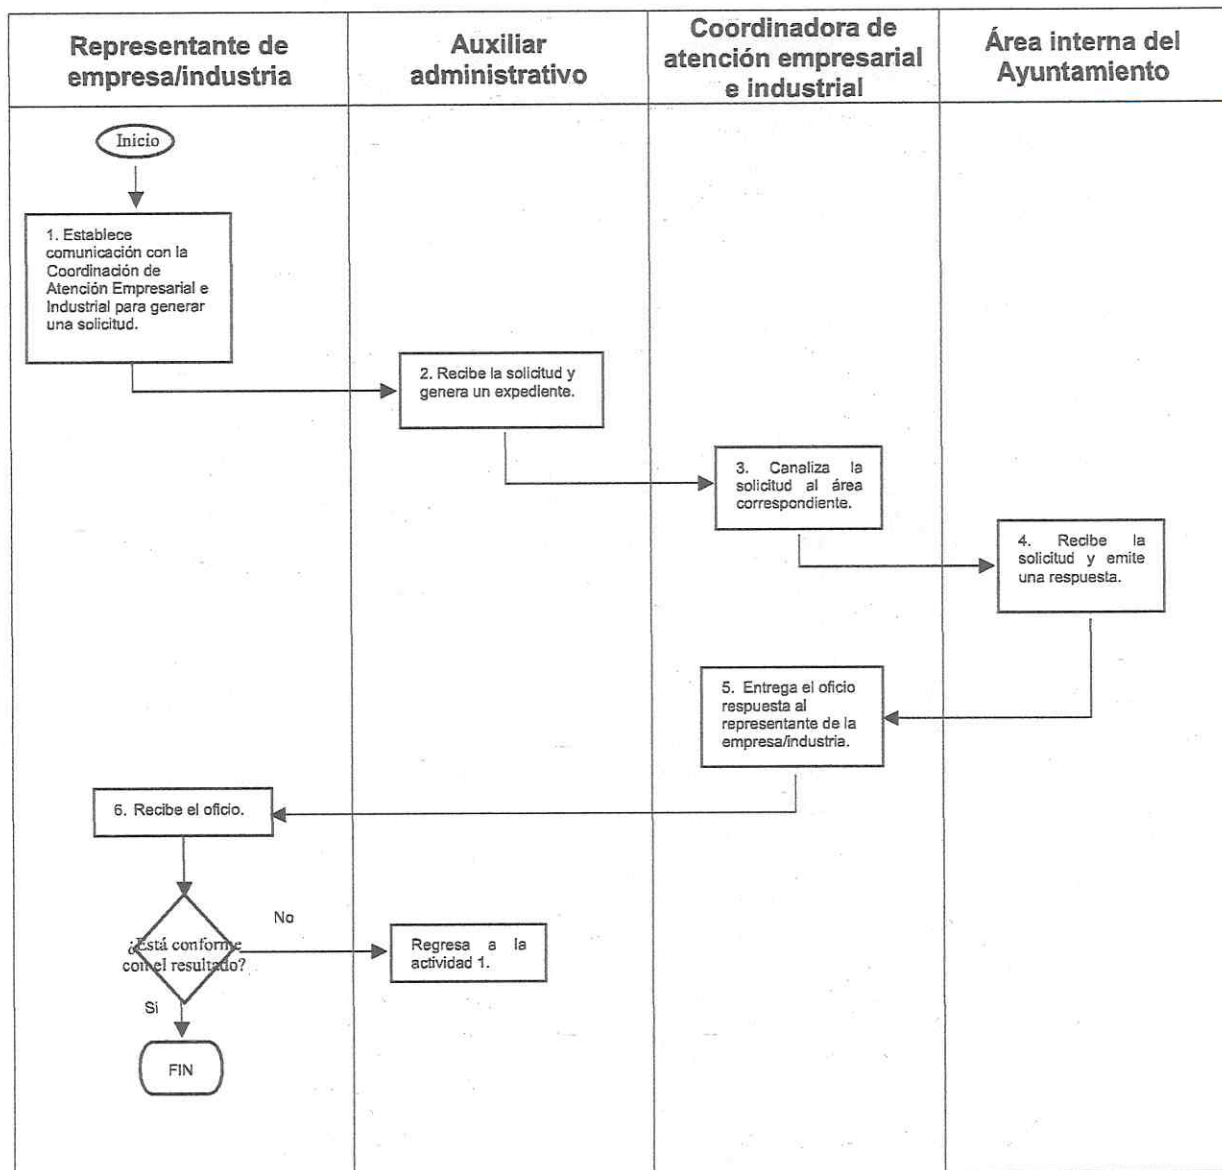 Representante de
empresa/industria
Auxiliar
administrativo
Coordinadora de
atención empresarial
e industrial
Área interna del
Ayuntamiento
Inicio
1. Establece
comunicación con la
Coordinación de
Atención Empresarial e
Industrial para generar
una solicitud.
2. Recibe la solicitud y
genera un expediente.
3. Canaliza la
solicitud al área
correspondiente.
4. Recibe la
solicitud y emite
una respuesta.
5. Entrega el oficio
respuesta al
representante de la
empresa/industria.
6. Recibe el oficio.
¿Está conforme
con el resultado?
No
Regresa a la
actividad 1.
Si
FIN